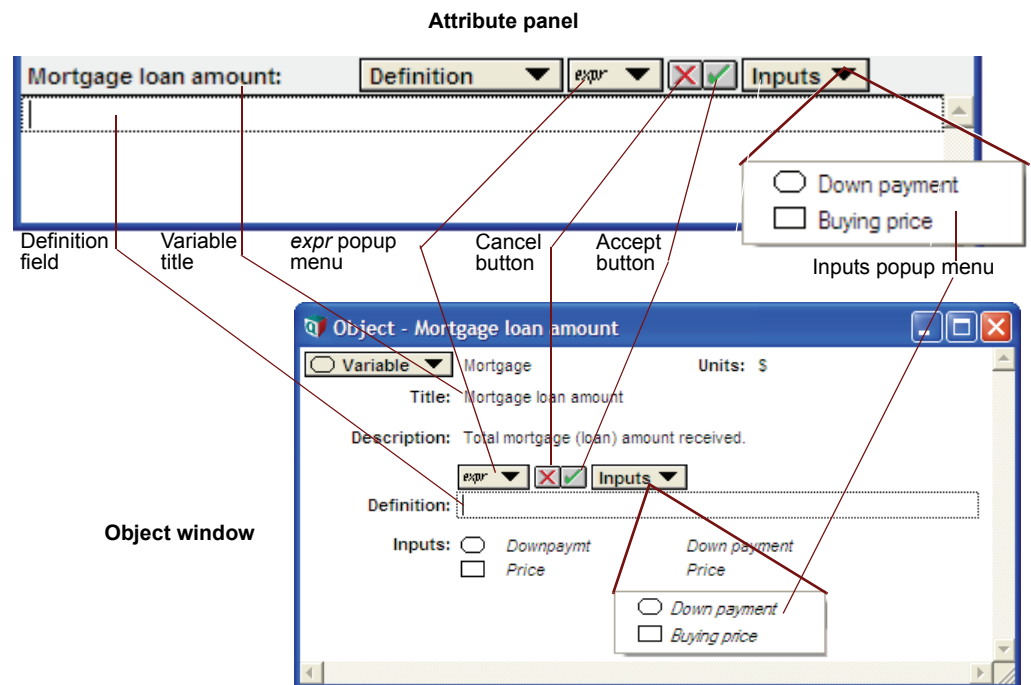 Attribute panel
Mortgage loan amount: Definition expr Inputs
Down payment
Buying price
Definition field
Variable title
expr popup menu
Cancel button
Accept button
Inputs popup menu
Object - Mortgage loan amount
Variable Mortgage Units: $
Title: Mortgage loan amount
Description: Total mortgage (loan) amount received.
expr Inputs
Definition:
Object window
Inputs: Downpaymt Down payment
Price Price
Down payment
Buying price